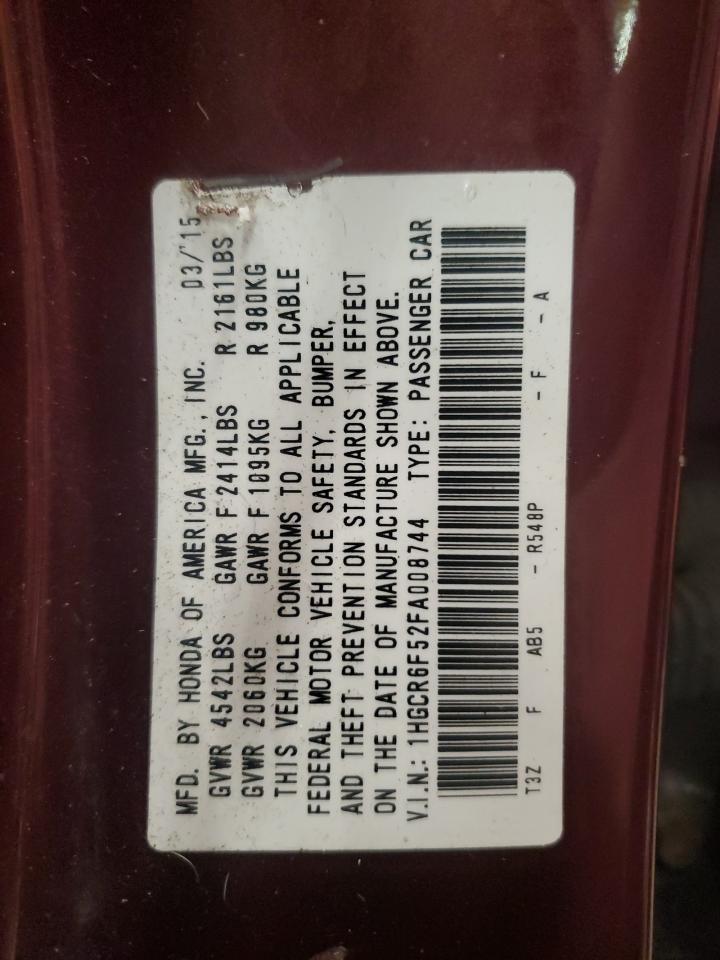 MFD. BY HONDA OF AMERICA MFG., INC. 03/'15
GVWR 4542LBS GAWR F 2414LBS R 2161LBS
GVWR 2060KG GAWR F 1095KG R 980KG
THIS VEHICLE CONFORMS TO ALL APPLICABLE
FEDERAL MOTOR VEHICLE SAFETY, BUMPER,
AND THEFT PREVENTION STANDARDS IN EFFECT
ON THE DATE OF MANUFACTURE SHOWN ABOVE.
V.I.N.: 1HGCR6F52FA008744 TYPE: PASSENGER CAR
T3Z F AB5 - R548P - F - A